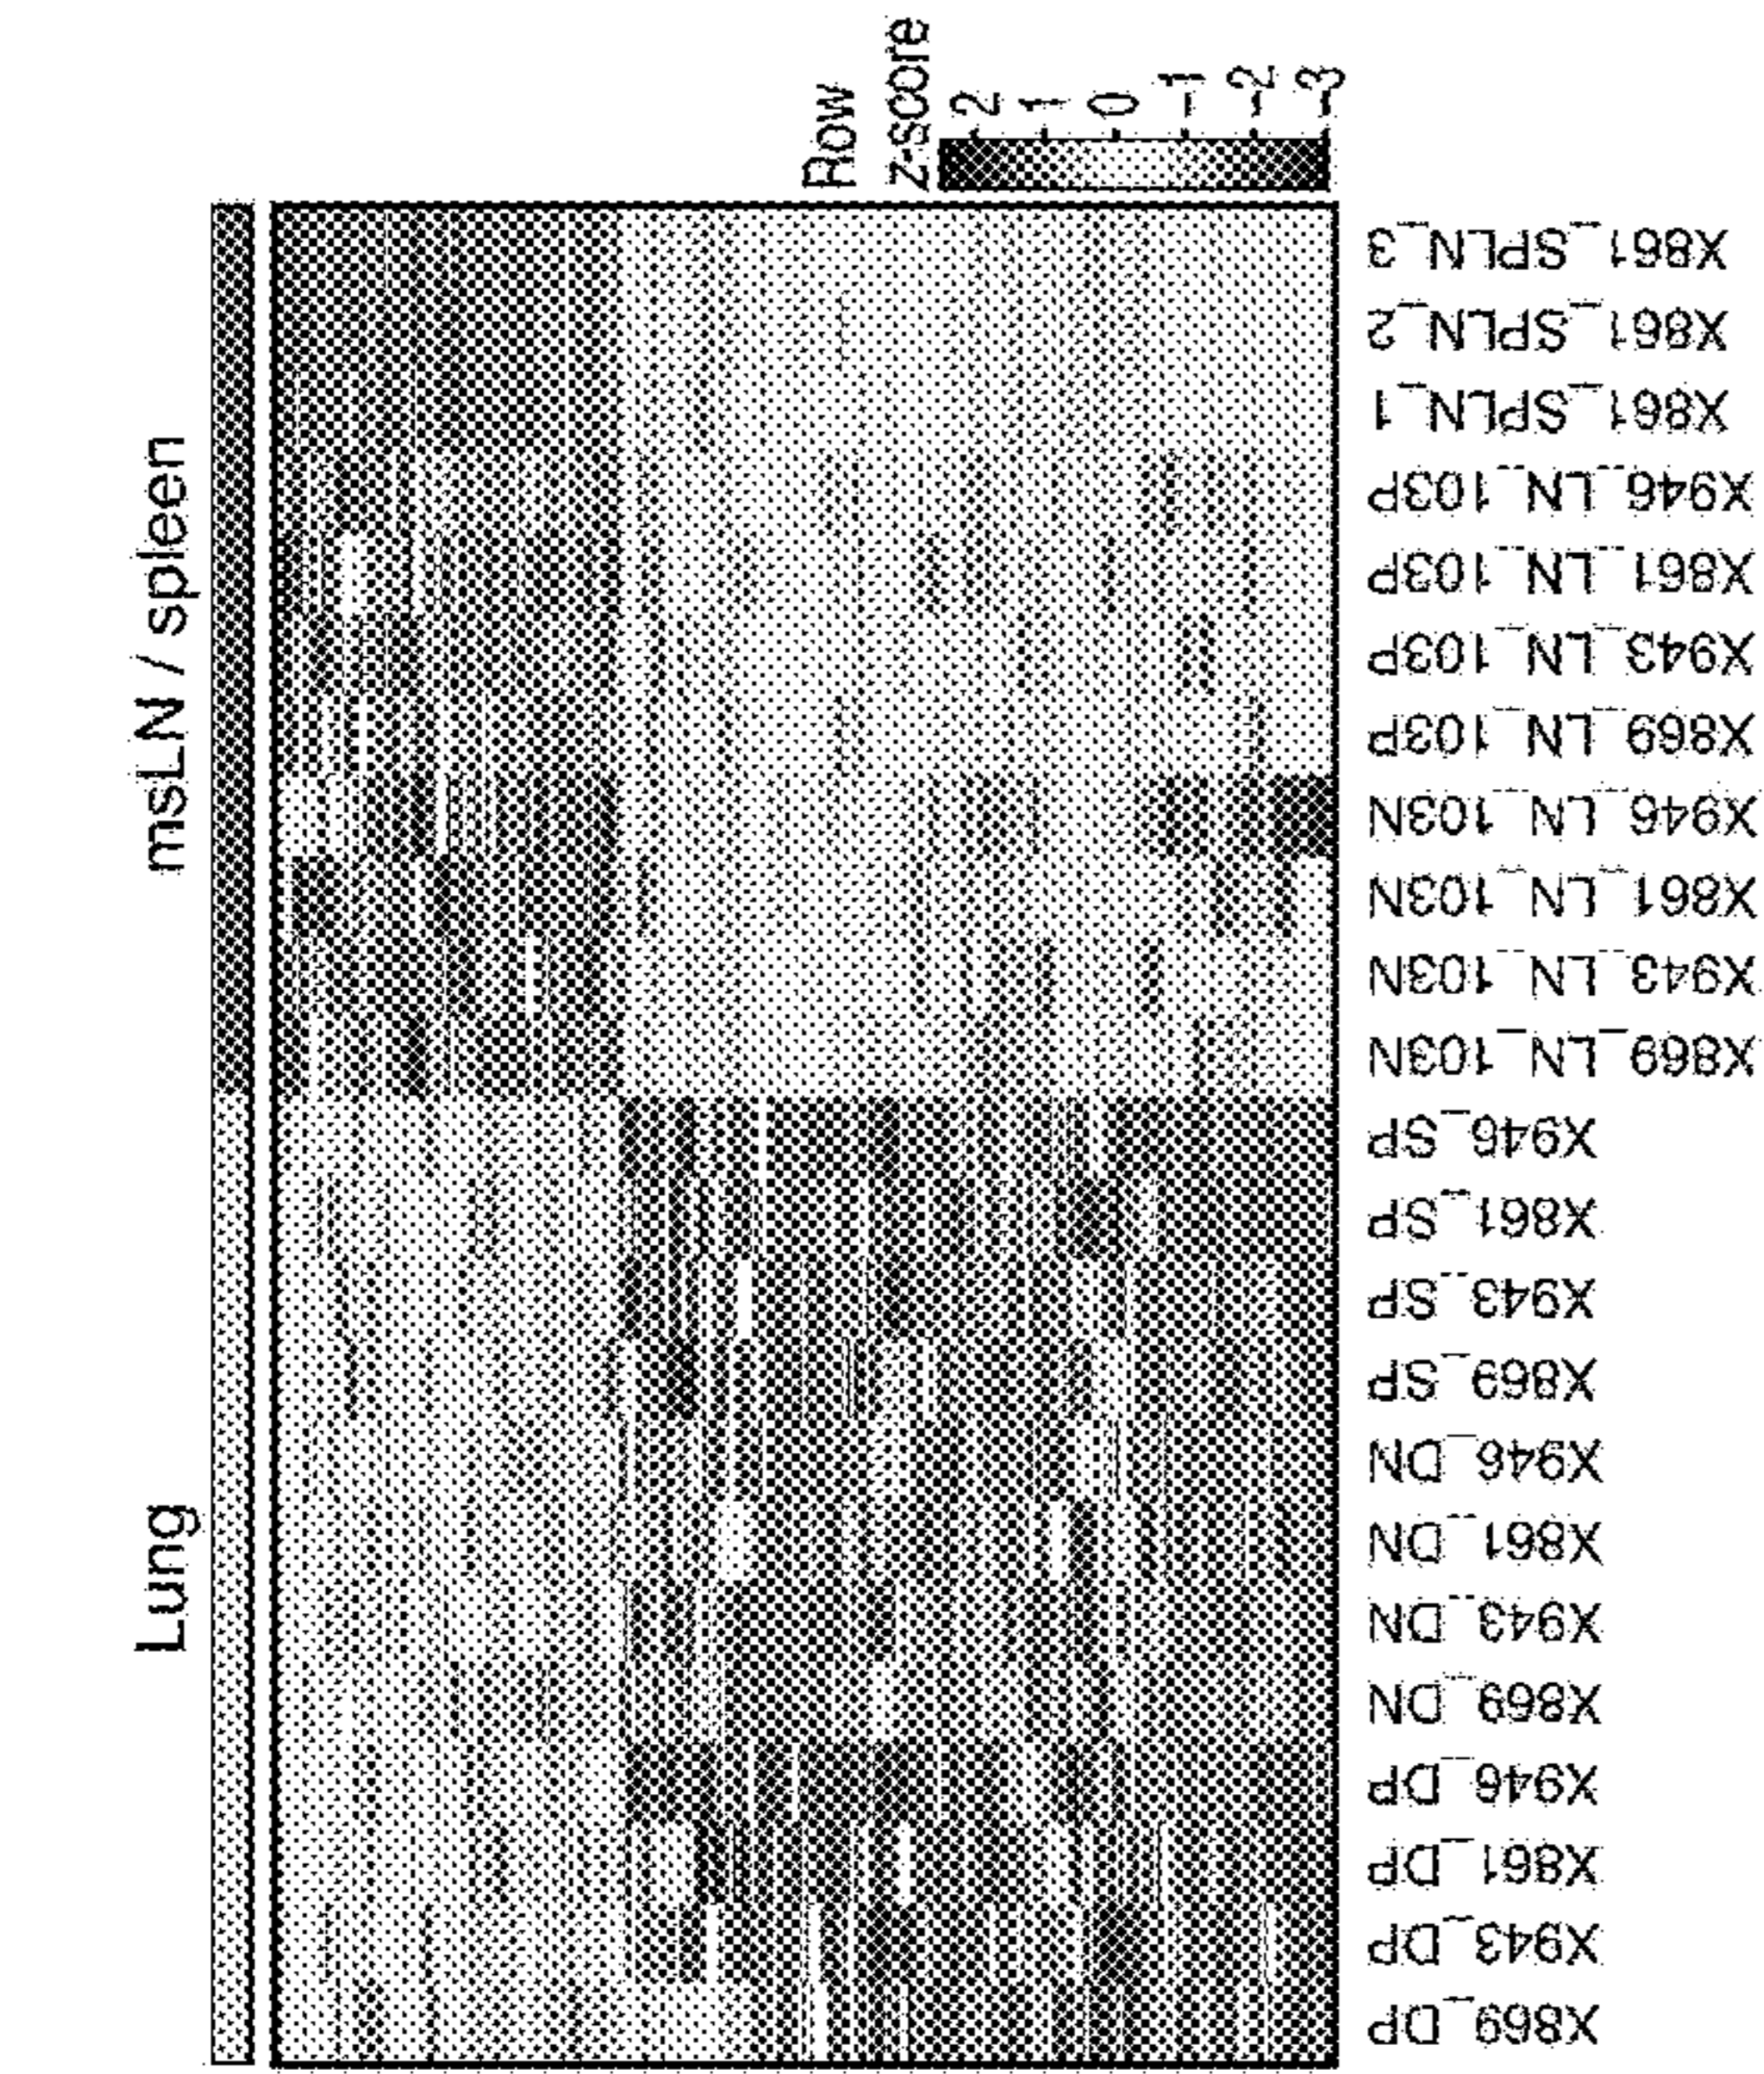 Lung
msLN / spleen
Row
z-score
2
1
0
-1
-2
-3
X869_DP
X943_DP
X861_DP
X946_DP
X869_DN
X943_DN
X861_DN
X946_DN
X869_SP
X943_SP
X861_SP
X946_SP
X869_LN_103N
X943_LN_103N
X861_LN_103N
X946_LN_103N
X869_LN_103P
X943_LN_103P
X861_LN_103P
X946_LN_103P
X861_SPLN_1
X861_SPLN_2
X861_SPLN_3